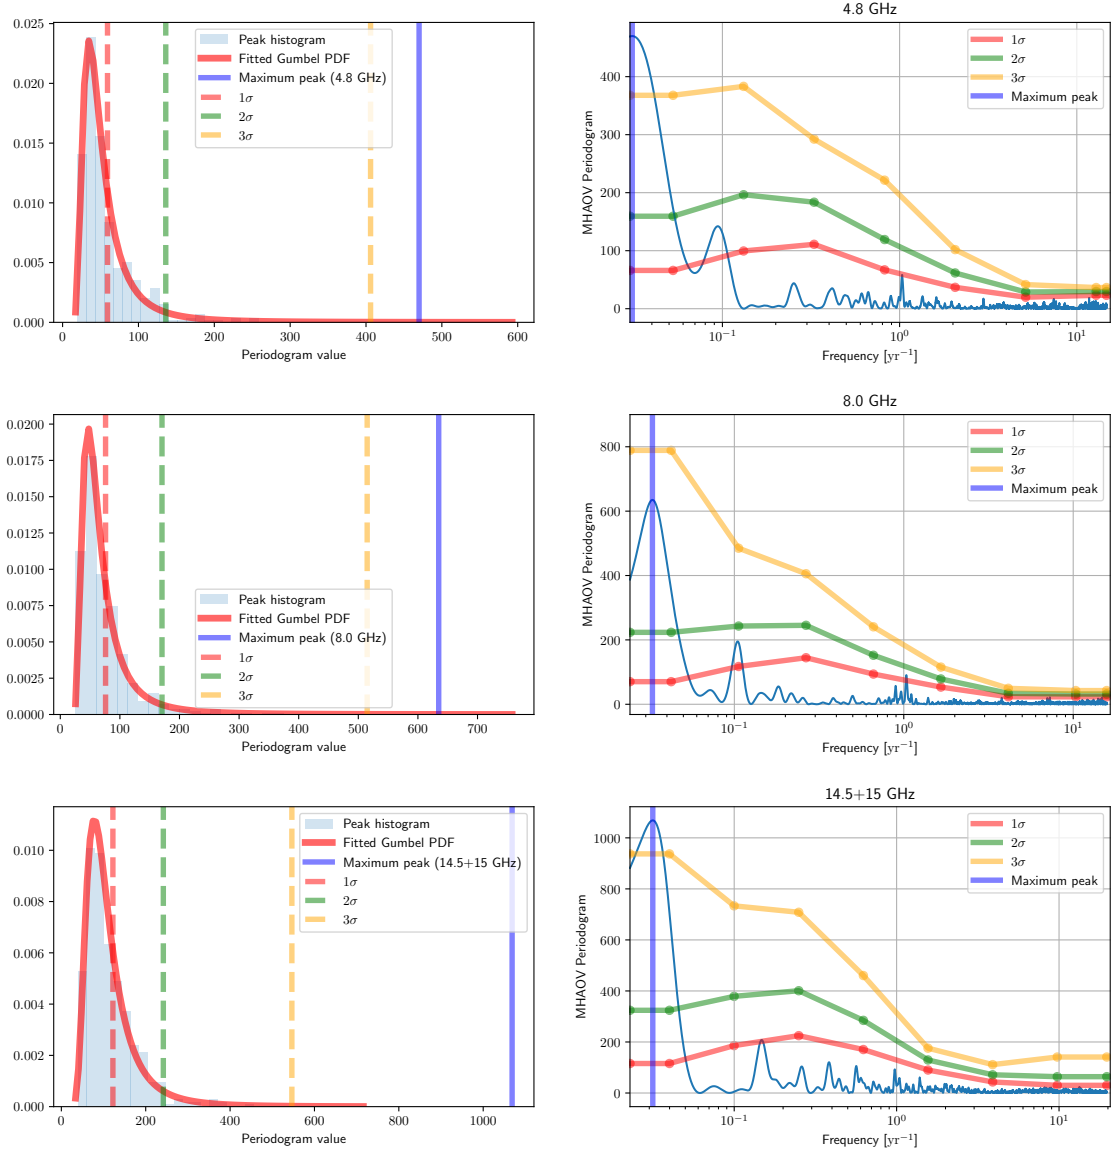 4.8 GHz
0.025
0.020
0.015
0.010
0.005
0.000
Peak histogram
Fitted Gumbel PDF
Maximum peak (4.8 GHz)
1σ
2σ
3σ
0 100 200 300 400 500 600
Periodogram value
MHAOV Periodogram
400
300
200
100
0
1σ
2σ
3σ
Maximum peak
10⁻¹ 10⁰ 10¹
Frequency [yr⁻¹]
8.0 GHz
0.0200
0.0175
0.0150
0.0125
0.0100
0.0075
0.0050
0.0025
0.0000
Peak histogram
Fitted Gumbel PDF
Maximum peak (8.0 GHz)
1σ
2σ
3σ
0 100 200 300 400 500 600 700
Periodogram value
MHAOV Periodogram
800
600
400
200
0
1σ
2σ
3σ
Maximum peak
10⁻¹ 10⁰ 10¹
Frequency [yr⁻¹]
14.5+15 GHz
0.010
0.008
0.006
0.004
0.002
0.000
Peak histogram
Fitted Gumbel PDF
Maximum peak (14.5+15 GHz)
1σ
2σ
3σ
0 200 400 600 800 1000
Periodogram value
MHAOV Periodogram
1000
800
600
400
200
0
1σ
2σ
3σ
Maximum peak
10⁻¹ 10⁰ 10¹
Frequency [yr⁻¹]